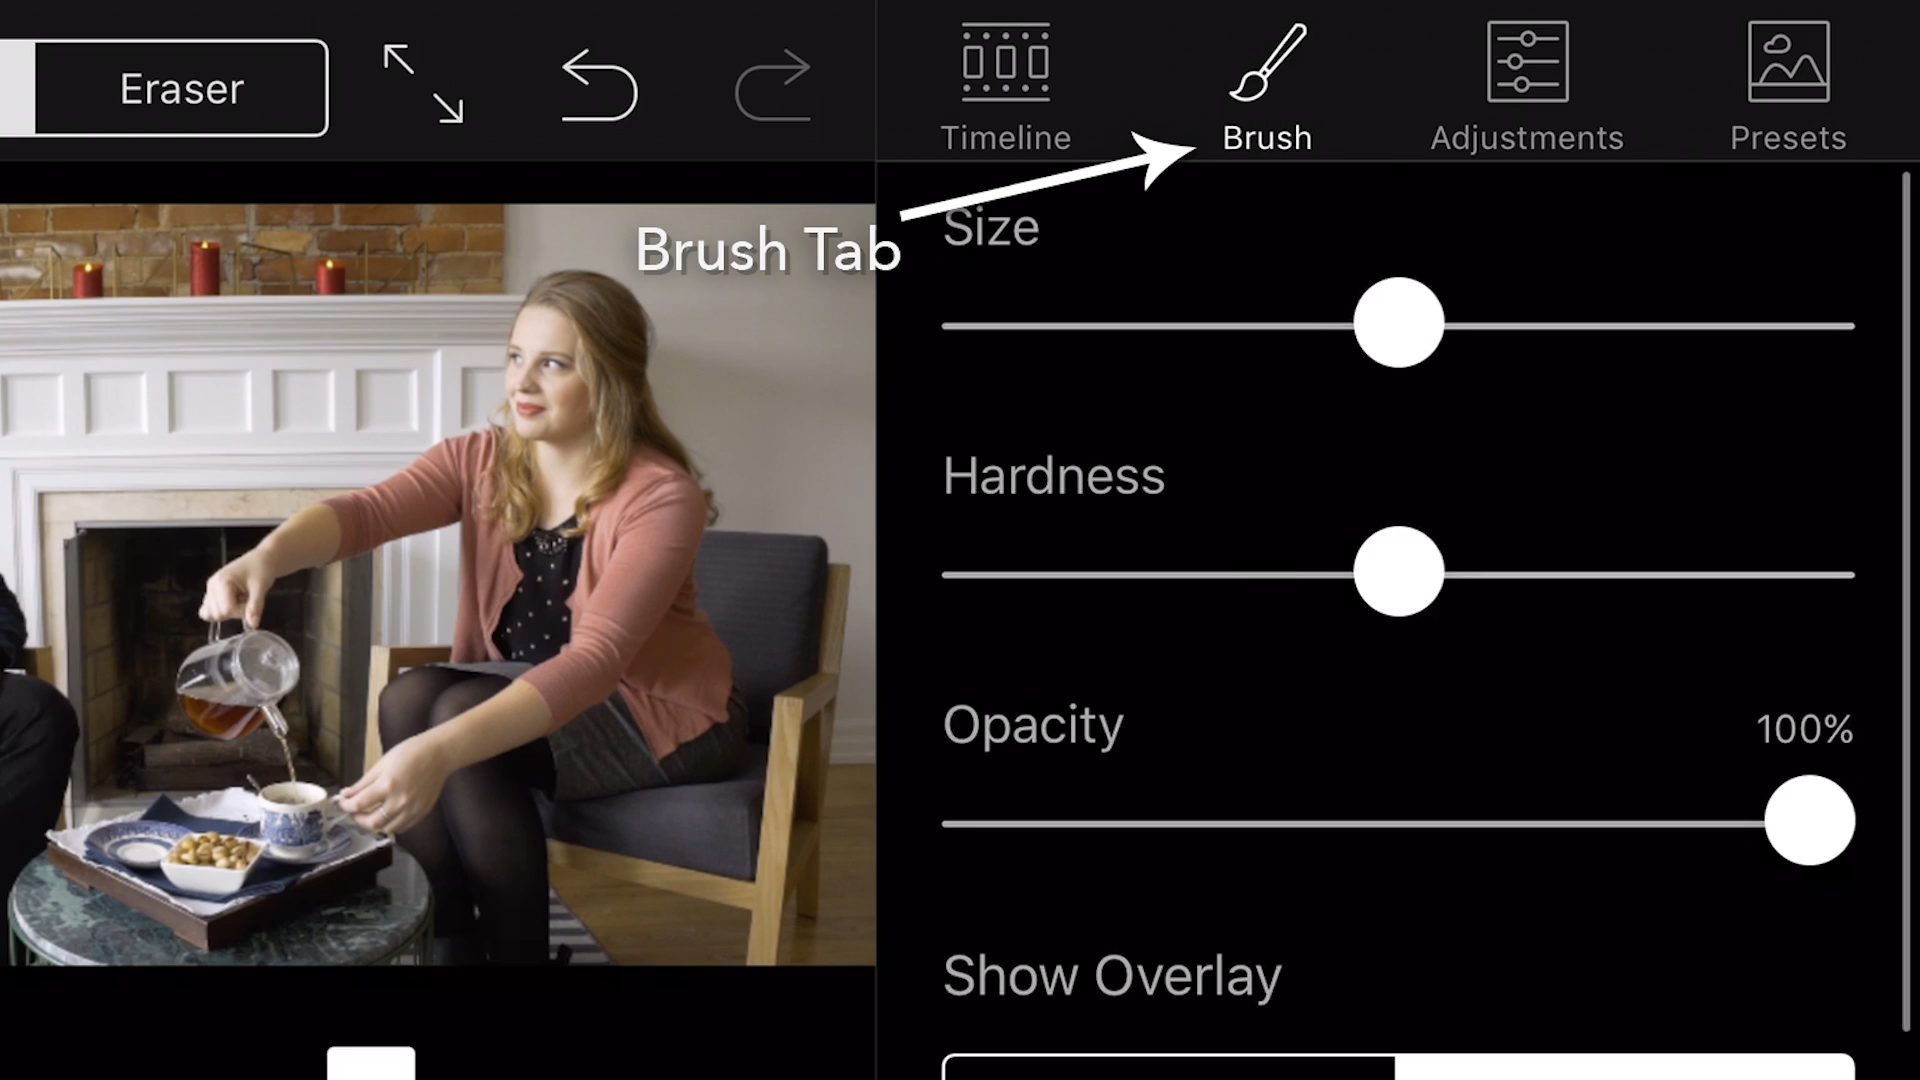 Eraser
Timeline
Brush
Adjustments
Presets
Brush Tab
Size
Hardness
Opacity
100%
Show Overlay